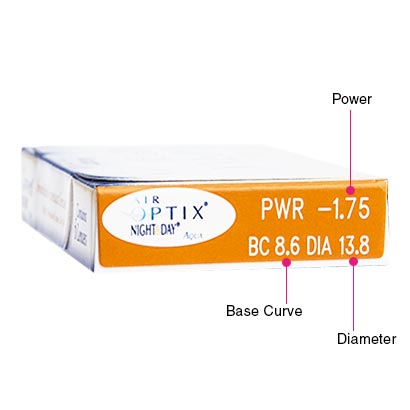 Power
AIR
OPTIX®
NIGHT & DAY®
AQUA
PWR -1.75
BC 8.6 DIA 13.8
Base Curve
Diameter